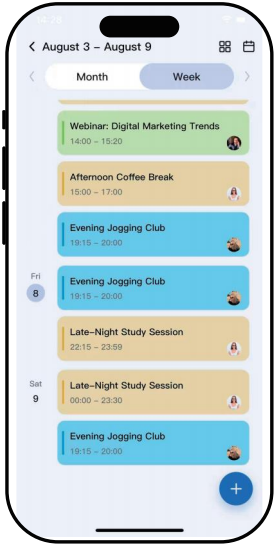 August 3 – August 9
Month
Week
Webinar: Digital Marketing Trends
14:00 – 15:20
Afternoon Coffee Break
15:00 – 17:00
Evening Jogging Club
19:15 – 20:00
Fri
8
Evening Jogging Club
19:15 – 20:00
Late–Night Study Session
22:15 – 23:59
Sat
9
Late–Night Study Session
00:00 – 23:30
Evening Jogging Club
19:15 – 20:00